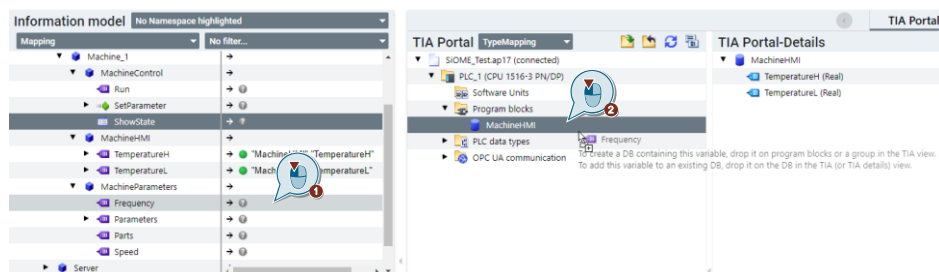 Information model No Namespace highlighted
Mapping No filter...
Machine_1
MachineControl
Run
SetParameter
ShowState
MachineHMI
TemperatureH "MachineHMI"."TemperatureH"
TemperatureL "Mach TemperatureL"
MachineParameters
Frequency
Parameters
Parts
Speed
Server
1
TIA Portal
TIA Portal TypeMapping
SiOME_Test.ap17 (connected)
PLC_1 (CPU 1516-3 PN/DP)
Software Units
Program blocks
MachineHMI
PLC data types
OPC UA communication
2
Frequency
To create a DB containing this variable, drop it on program blocks or a group in the TIA view.
To add this variable to an existing DB, drop it on the DB in the TIA (or TIA details) view.
TIA Portal-Details
MachineHMI
TemperatureH (Real)
TemperatureL (Real)